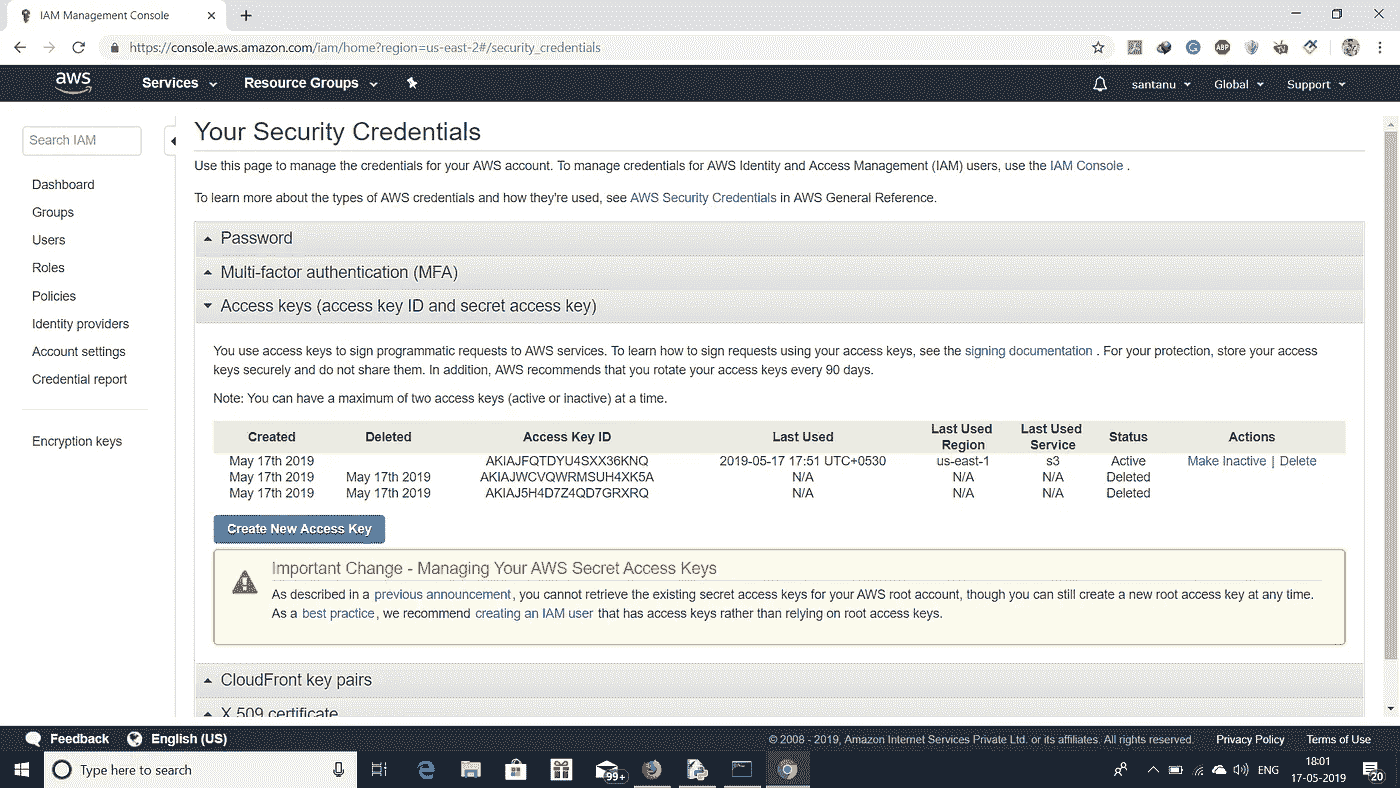 IAM Management Console
https://console.aws.amazon.com/iam/home?region=us-east-2#/security_credentials
ABP
aws Services Resource Groups santanu Global Support
Search IAM
Dashboard
Groups
Users
Roles
Policies
Identity providers
Account settings
Credential report
Encryption keys
Your Security Credentials
Use this page to manage the credentials for your AWS account. To manage credentials for AWS Identity and Access Management (IAM) users, use the IAM Console .
To learn more about the types of AWS credentials and how they're used, see AWS Security Credentials in AWS General Reference.
Password
Multi-factor authentication (MFA)
Access keys (access key ID and secret access key)
You use access keys to sign programmatic requests to AWS services. To learn how to sign requests using your access keys, see the signing documentation . For your protection, store your access
keys securely and do not share them. In addition, AWS recommends that you rotate your access keys every 90 days.
Note: You can have a maximum of two access keys (active or inactive) at a time.
Created Deleted Access Key ID Last Used Last Used Region Last Used Service Status Actions
May 17th 2019 AKIAJFQTDYU4SXX36KNQ 2019-05-17 17:51 UTC+0530 us-east-1 s3 Active Make Inactive | Delete
May 17th 2019 May 17th 2019 AKIAJWCVQWRMSUH4XK5A N/A N/A N/A Deleted
May 17th 2019 May 17th 2019 AKIAJ5H4D7Z4QD7GRXRQ N/A N/A N/A Deleted
Create New Access Key
Important Change - Managing Your AWS Secret Access Keys
As described in a previous announcement, you cannot retrieve the existing secret access keys for your AWS root account, though you can still create a new root access key at any time.
As a best practice, we recommend creating an IAM user that has access keys rather than relying on root access keys.
CloudFront key pairs
X.509 certificate
Feedback English (US) © 2008 - 2019, Amazon Internet Services Private Ltd. or its affiliates. All rights reserved. Privacy Policy Terms of Use
Type here to search 99+ ENG 18:01
17-05-2019 20